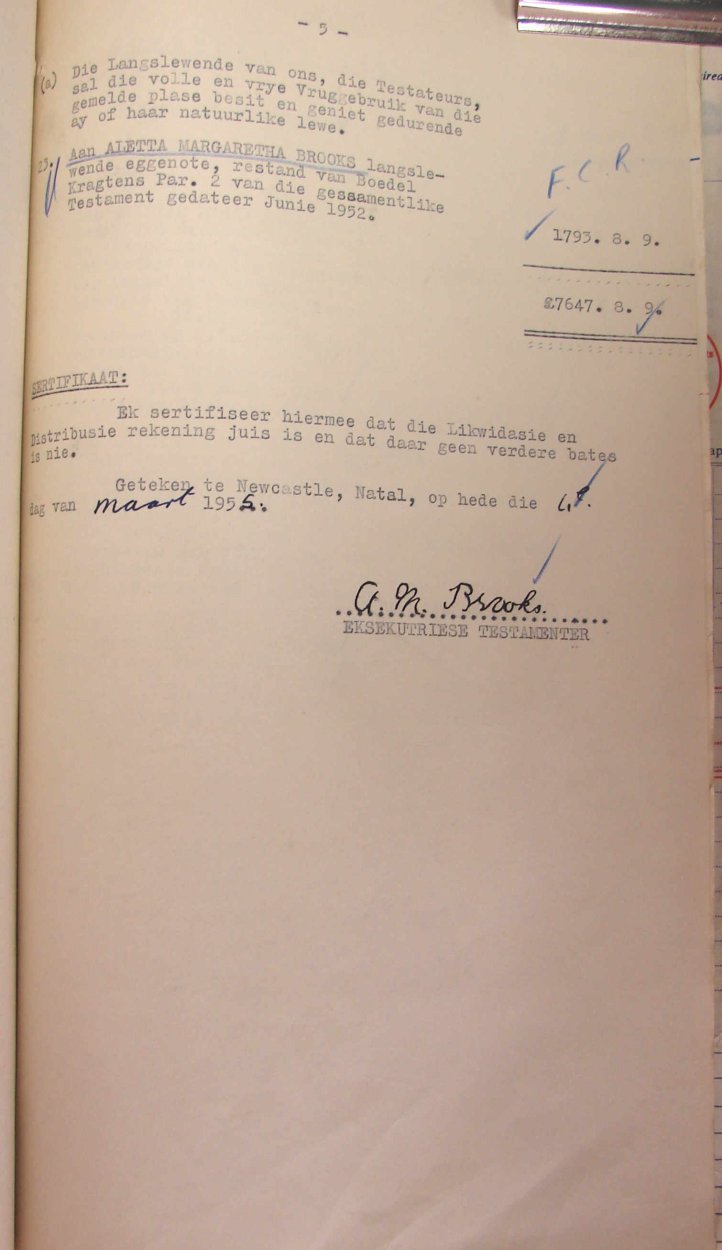 - 5 -
(a) Die Langslewende van ons, die Testateurs,
sal die volle en vrye Vruggebruik van die
gemelde plase besit en geniet gedurende
ay of haar natuurlike lewe.
23. Aan ALETTA MARGARETHA BROOKS langsle-
wende eggenote, restand van Boedel
Kragtens Par. 2 van die gessamentlike
Testament gedateer Junie 1952.
F.C.R.
1793. 8. 9.
£7647. 8. 9.
SERTIFIKAAT:
Ek sertifiseer hiermee dat die Likwidasie en
Distribusie rekening juis is en dat daar geen verdere bates
is nie.
Geteken te Newcastle, Natal, op hede die
dag van maart 1955.
A. M. Brooks.
EKSEKUTRIESE TESTAMENTER